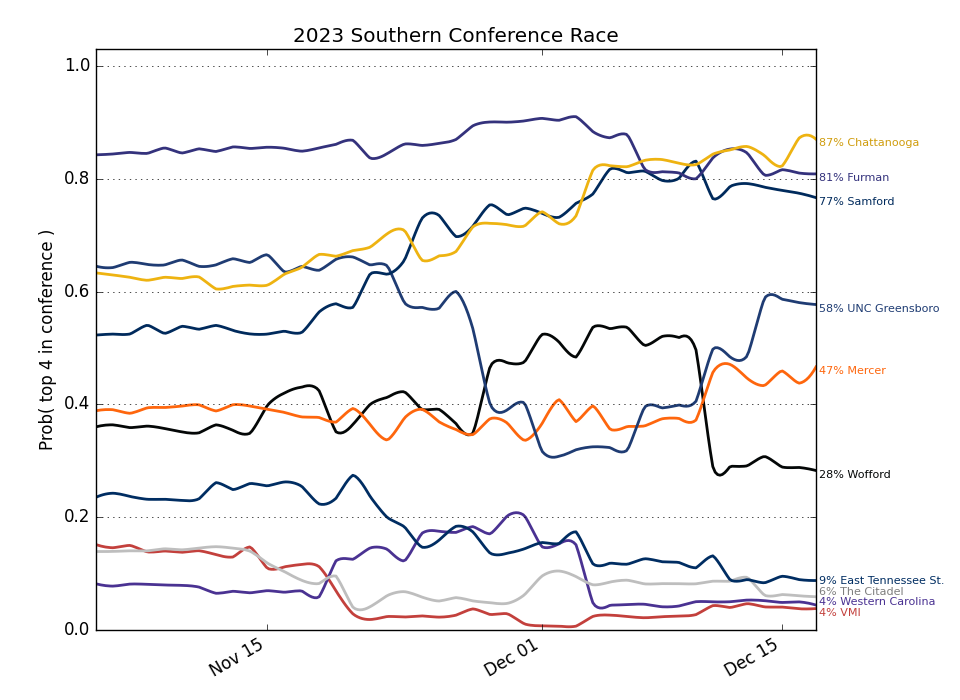 2023 Southern Conference Race
Prob( top 4 in conference )
1.0
0.8
0.6
0.4
0.2
0.0
Nov 15
Dec 01
Dec 15
87% Chattanooga
81% Furman
77% Samford
58% UNC Greensboro
47% Mercer
28% Wofford
9% East Tennessee St.
6% The Citadel
4% Western Carolina
4% VMI